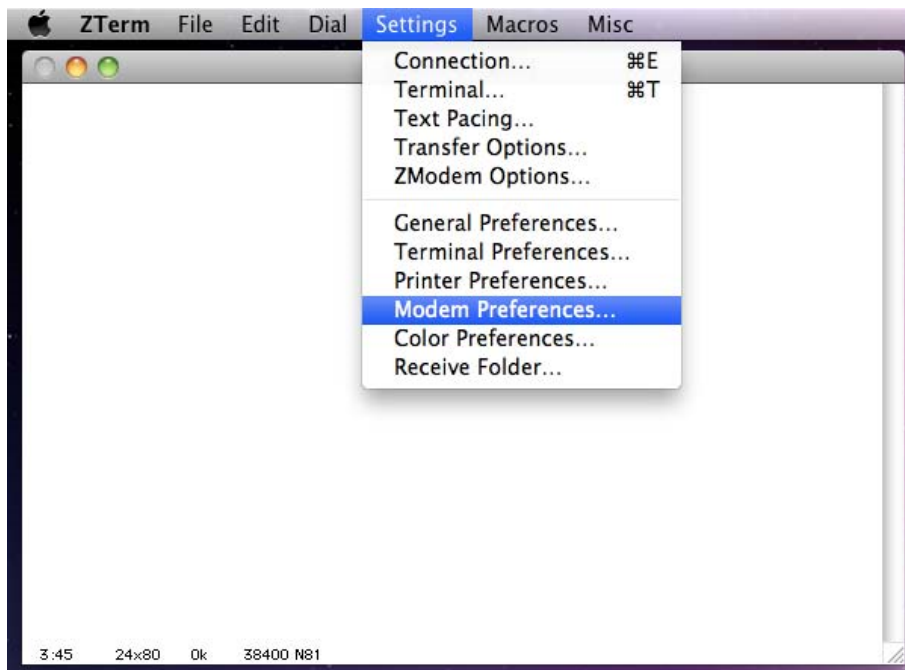 ZTerm File Edit Dial Settings Macros Misc
Connection... ⌘E
Terminal... ⌘T
Text Pacing...
Transfer Options...
ZModem Options...
General Preferences...
Terminal Preferences...
Printer Preferences...
Modem Preferences...
Color Preferences...
Receive Folder...
3:45 24x80 Ok 38400 N81